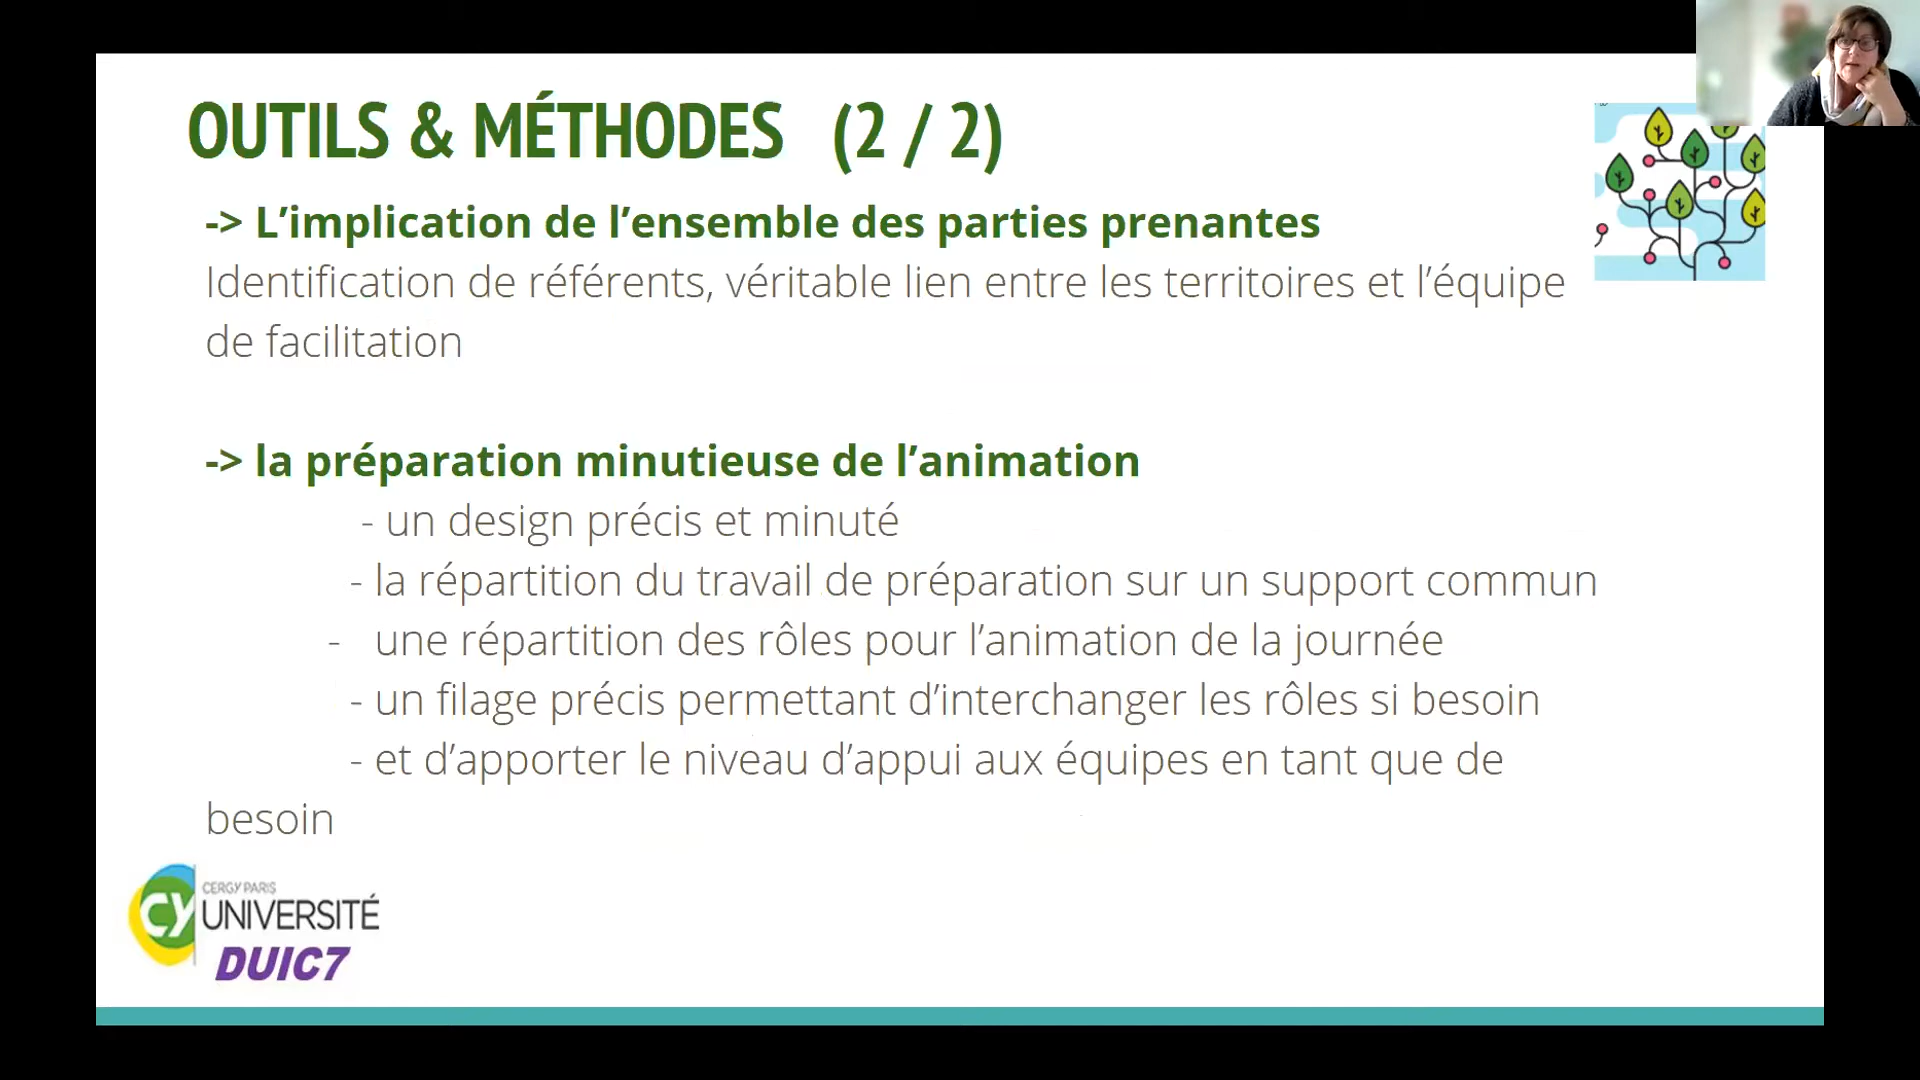 OUTILS & MÉTHODES (2 / 2)
-> L’implication de l’ensemble des parties prenantes
Identification de référents, véritable lien entre les territoires et l’équipe
de facilitation
-> la préparation minutieuse de l’animation
- un design précis et minuté
- la répartition du travail de préparation sur un support commun
- une répartition des rôles pour l’animation de la journée
- un filage précis permettant d’interchanger les rôles si besoin
- et d’apporter le niveau d’appui aux équipes en tant que de
besoin
CERGY PARIS
CY UNIVERSITÉ
DUIC7